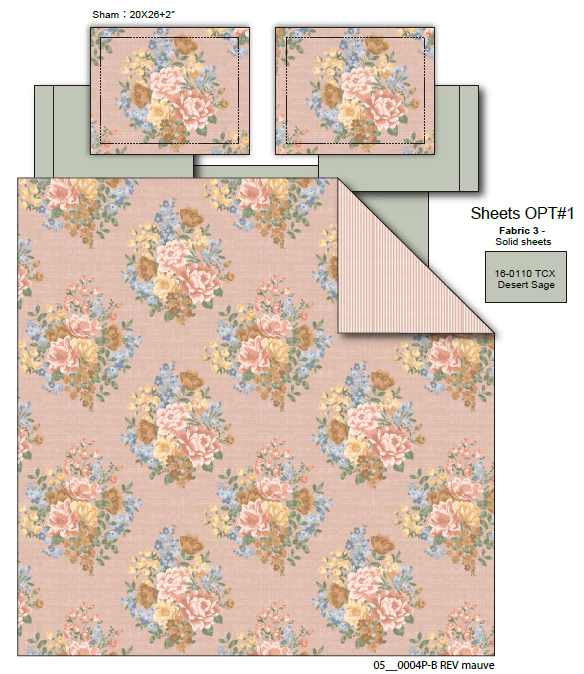 Sham：20X26+2"
Sheets OPT#1
Fabric 3 -
Solid sheets
16-0110 TCX
Desert Sage
05__0004P-B REV mauve